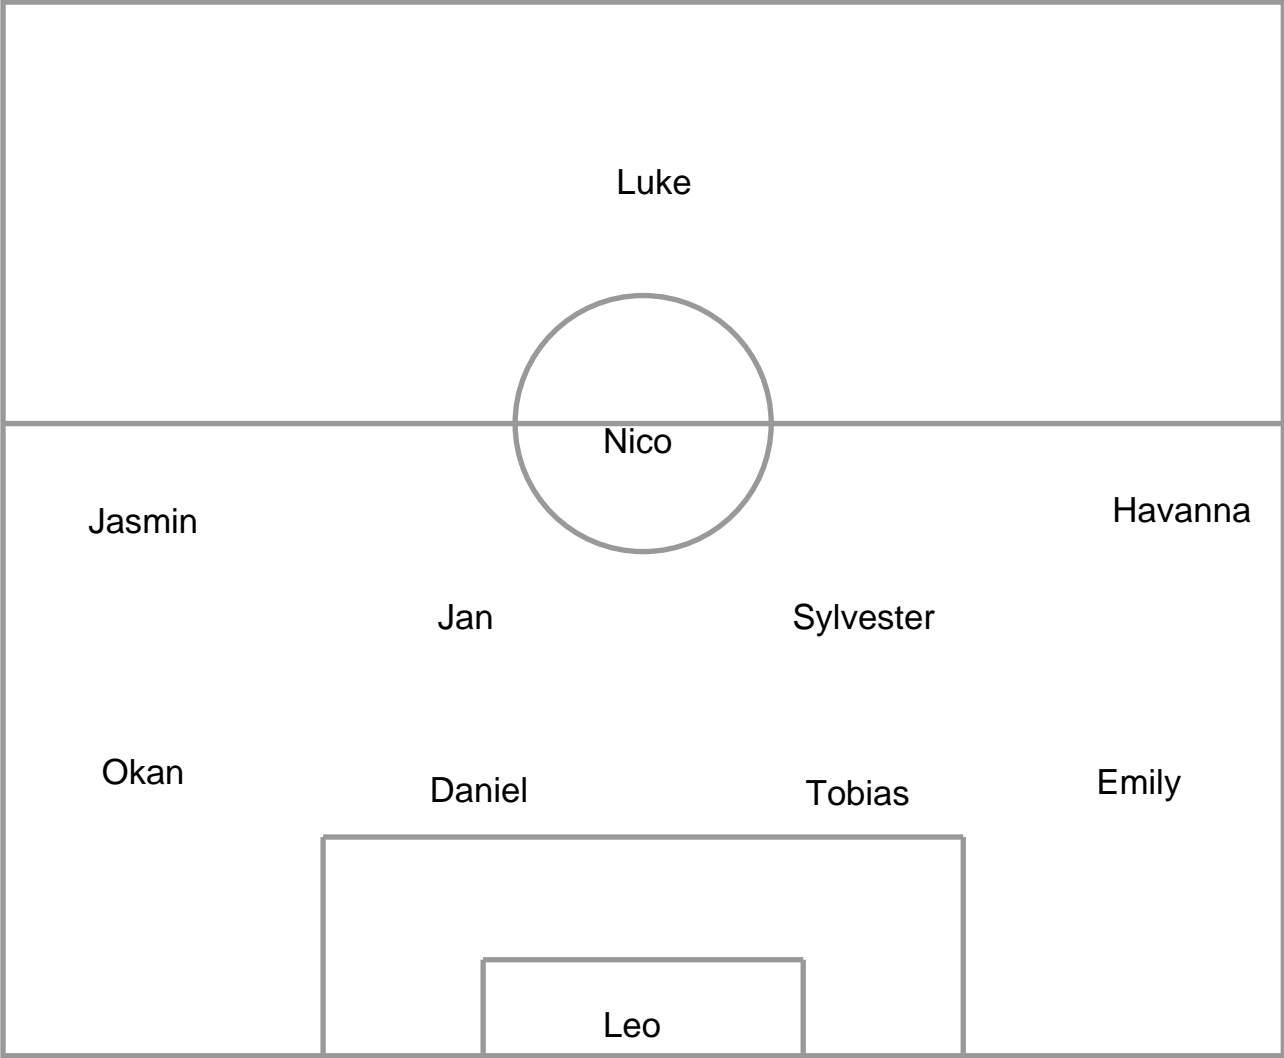 Luke
Nico
Jasmin
Havanna
Jan
Sylvester
Okan
Daniel
Tobias
Emily
Leo